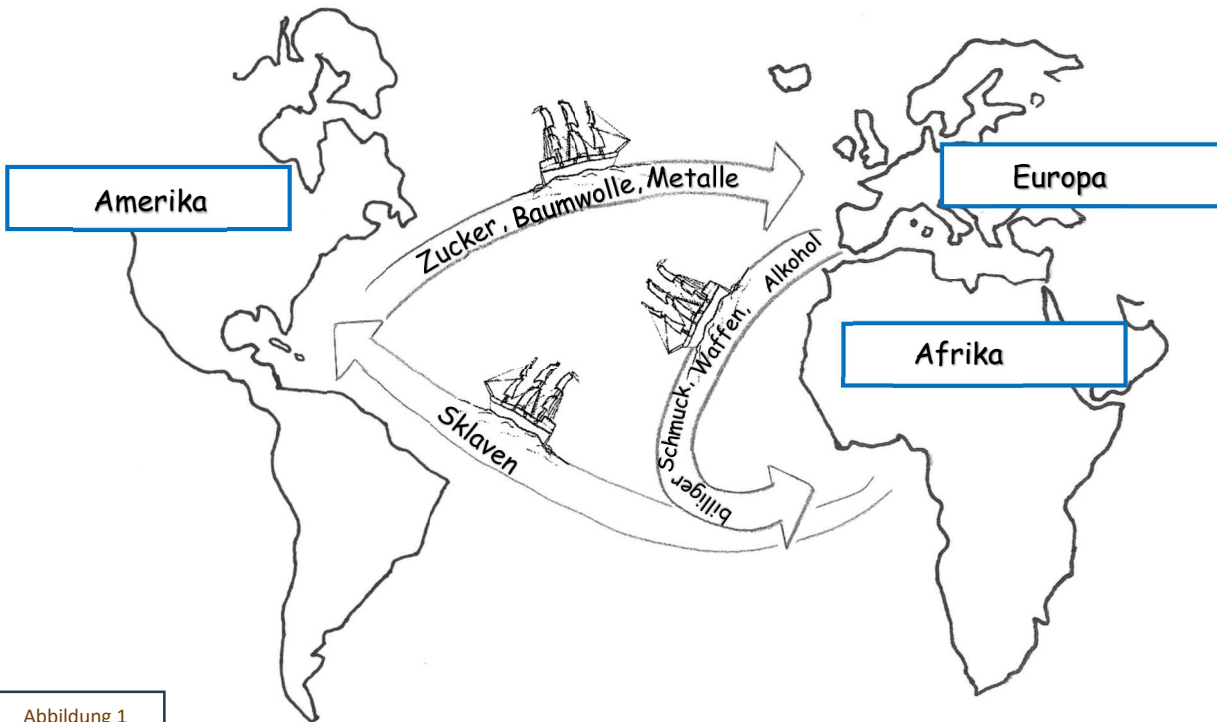 Amerika
Europa
Afrika
Zucker, Baumwolle, Metalle
billiger Schmuck, Waffen, Alkohol
Sklaven
Abbildung 1